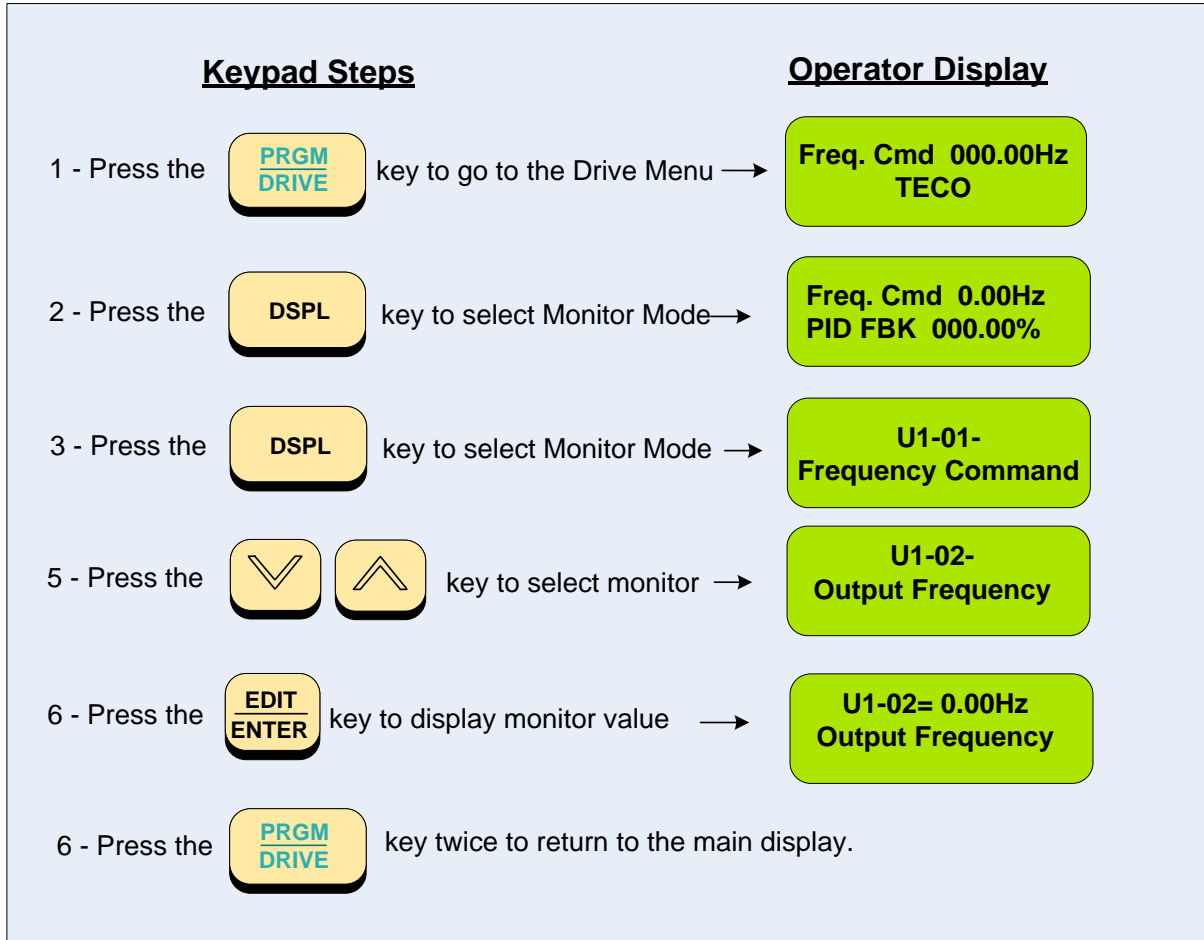 Keypad Steps
Operator Display
1 - Press the PRGM DRIVE key to go to the Drive Menu
Freq. Cmd 000.00Hz
TECO
2 - Press the DSPL key to select Monitor Mode
Freq. Cmd 0.00Hz
PID FBK 000.00%
3 - Press the DSPL key to select Monitor Mode
U1-01-
Frequency Command
5 - Press the key to select monitor
U1-02-
Output Frequency
6 - Press the EDIT ENTER key to display monitor value
U1-02= 0.00Hz
Output Frequency
6 - Press the PRGM DRIVE key twice to return to the main display.